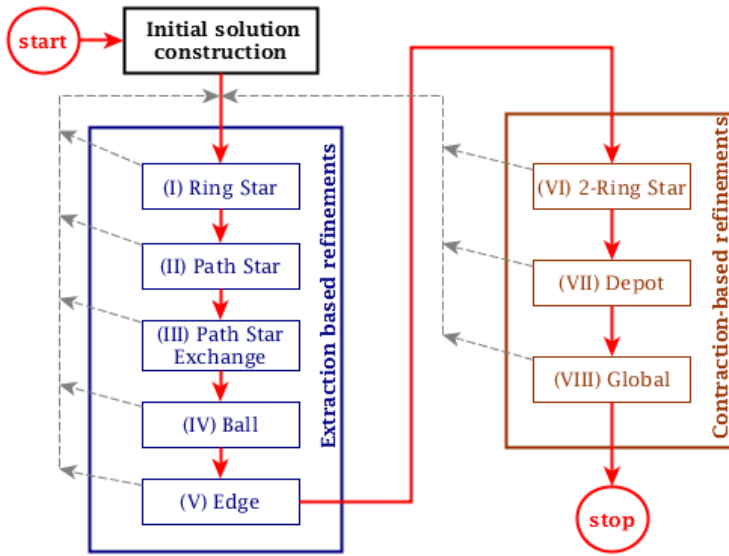 start
Initial solution
construction
(I) Ring Star
(II) Path Star
(III) Path Star
Exchange
(IV) Ball
(V) Edge
Extraction based refinements
(VI) 2-Ring Star
(VII) Depot
(VIII) Global
Contraction-based refinements
stop